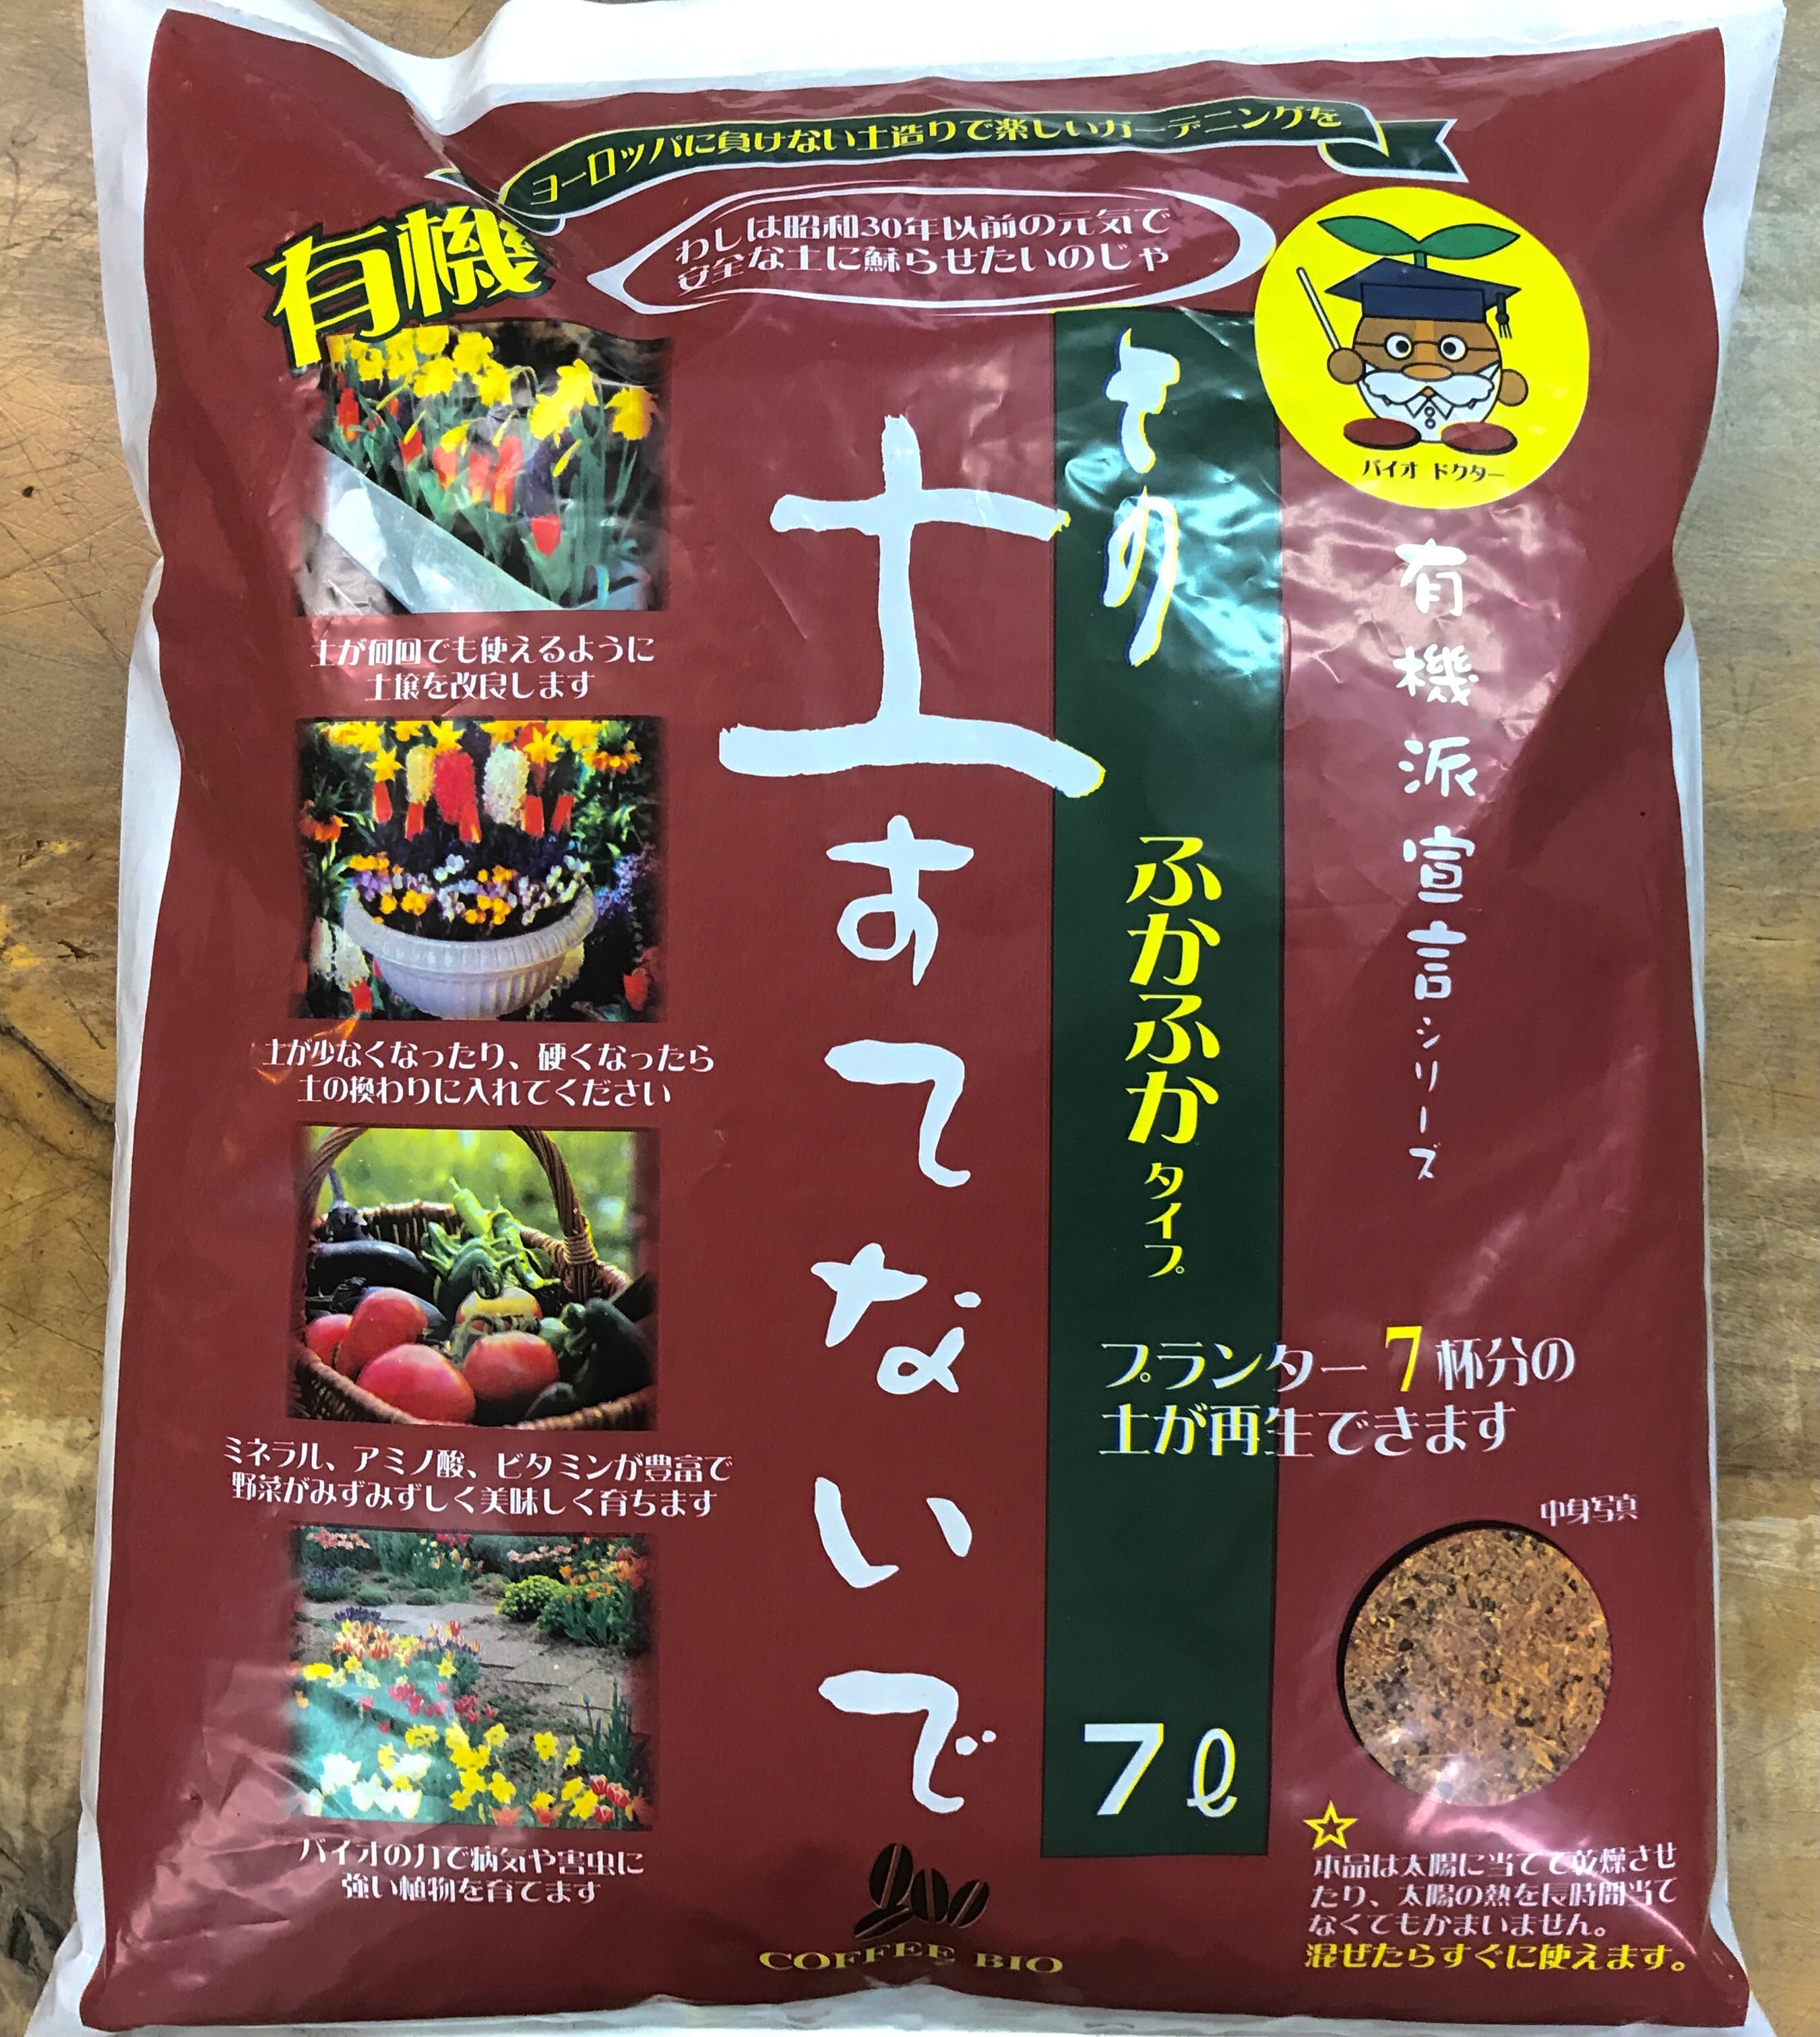 ヨーロッパに負けない土造りで楽しいガーデニングを
わしは昭和30年以前の元気で
安全な土に蘇らせたいのじゃ
有機
バイオ ドクター
有機派宣言シリーズ
その
土すてないで
ふかふかタイプ
7ℓ
プランター7杯分の
土が再生できます
中身写真
土が何回でも使えるように
土壌を改良します
土が少なくなったり、硬くなったら
土の換わりに入れてください
ミネラル、アミノ酸、ビタミンが豊富で
野菜がみずみずしく美味しく育ちます
バイオの力で病気や害虫に
強い植物を育てます
COFFEE BIO
☆
本品は太陽に当てて乾燥させ
たり、太陽の熱を長時間当て
なくてもかまいません。
混ぜたらすぐに使えます。